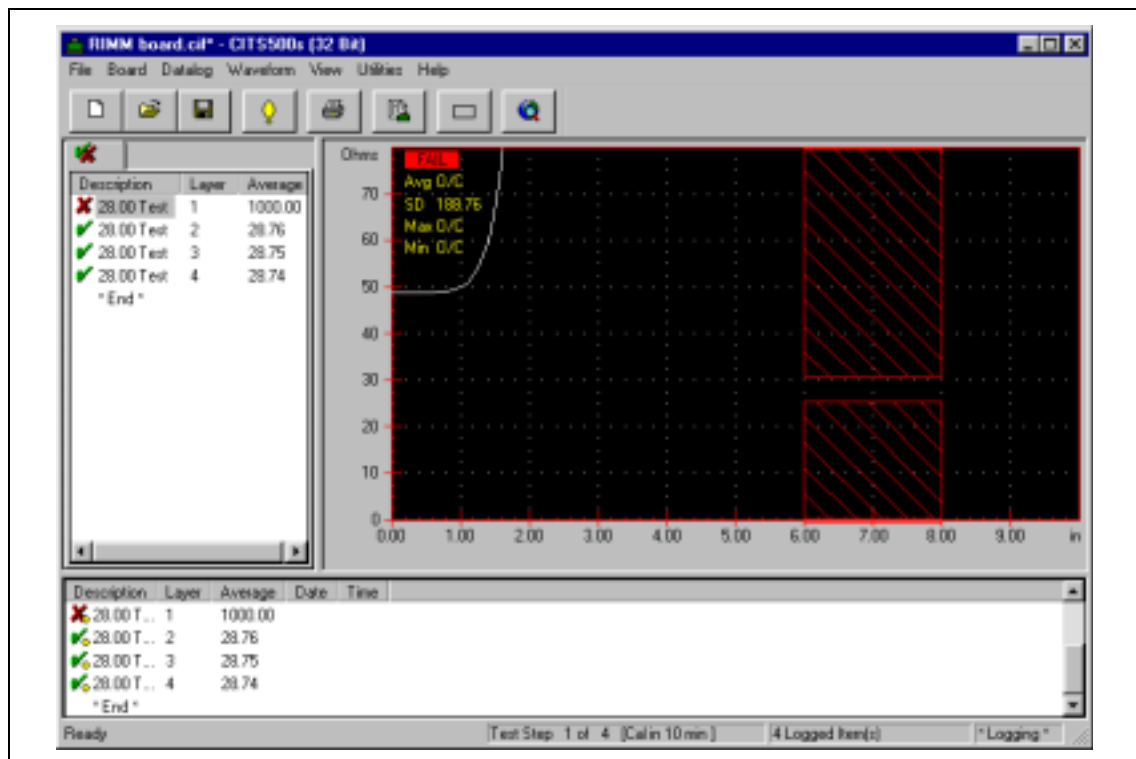 RIMM board.cif* - CITS500s (32 Bit)
File Board Datalog Waveform View Utilities Help
Description Layer Average
28.00 Test 1 1000.00
28.00 Test 2 28.76
28.00 Test 3 28.75
28.00 Test 4 28.74
* End *
Ohms
70
60
50
40
30
20
10
0
FAIL
Avg O/C
SD 188.76
Max O/C
Min O/C
0.00 1.00 2.00 3.00 4.00 5.00 6.00 7.00 8.00 9.00 in
Description Layer Average Date Time
28.00 T... 1 1000.00
28.00 T... 2 28.76
28.00 T... 3 28.75
28.00 T... 4 28.74
* End *
Ready Test Step 1 of 4 [Cal in 10 min ] 4 Logged Item(s) * Logging *